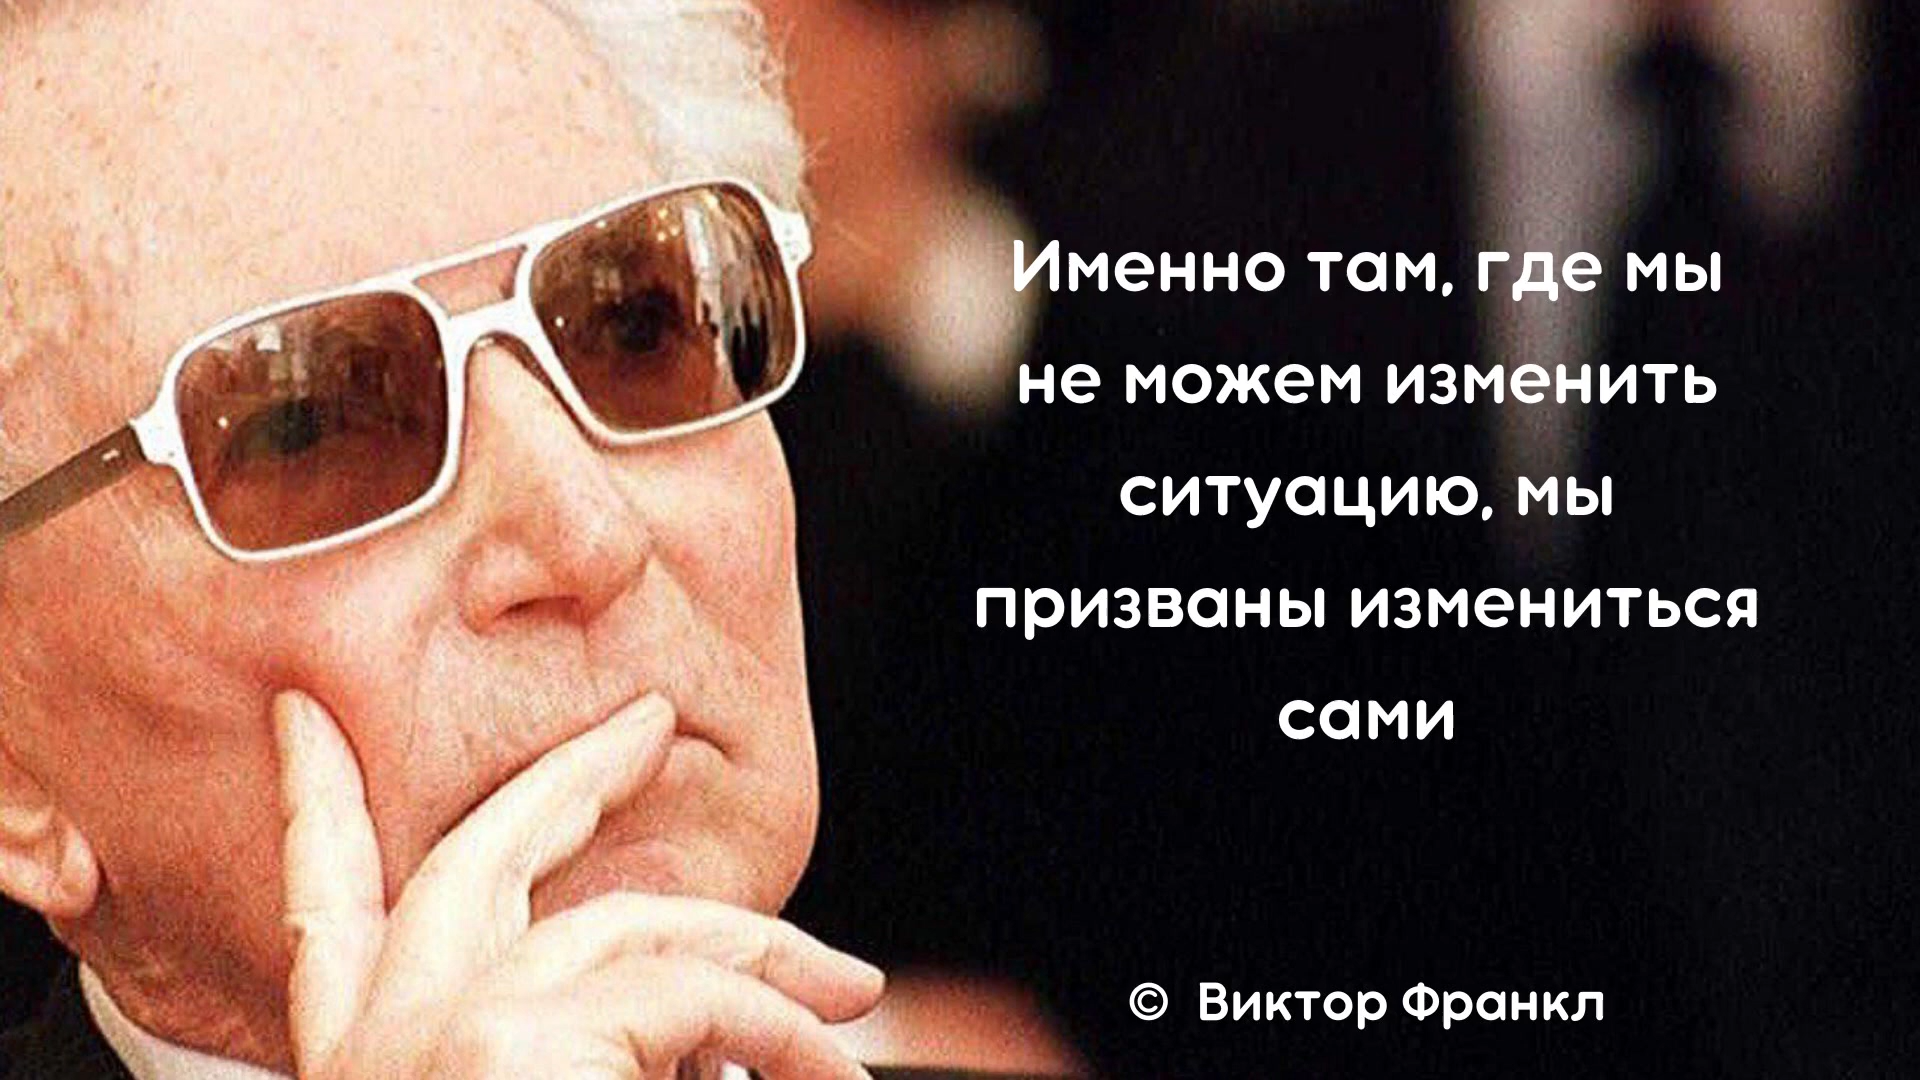 Именно там, где мы
не можем изменить
ситуацию, мы
призваны измениться
сами
© Виктор Франкл